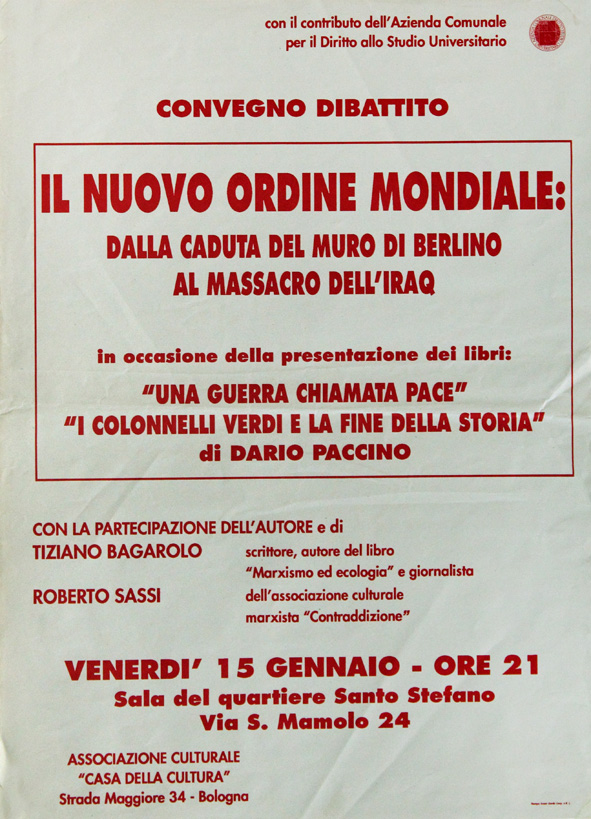 con il contributo dell'Azienda Comunale
per il Diritto allo Studio Universitario
CONVEGNO DIBATTITO
IL NUOVO ORDINE MONDIALE:
DALLA CADUTA DEL MURO DI BERLINO
AL MASSACRO DELL'IRAQ
in occasione della presentazione dei libri:
"UNA GUERRA CHIAMATA PACE"
"I COLONNELLI VERDI E LA FINE DELLA STORIA"
di DARIO PACCINO
CON LA PARTECIPAZIONE DELL'AUTORE e di
TIZIANO BAGAROLO scrittore, autore del libro
"Marxismo ed ecologia" e giornalista
ROBERTO SASSI dell'associazione culturale
marxista "Contraddizione"
VENERDI' 15 GENNAIO - ORE 21
Sala del quartiere Santo Stefano
Via S. Mamolo 24
ASSOCIAZIONE CULTURALE
"CASA DELLA CULTURA"
Strada Maggiore 34 - Bologna